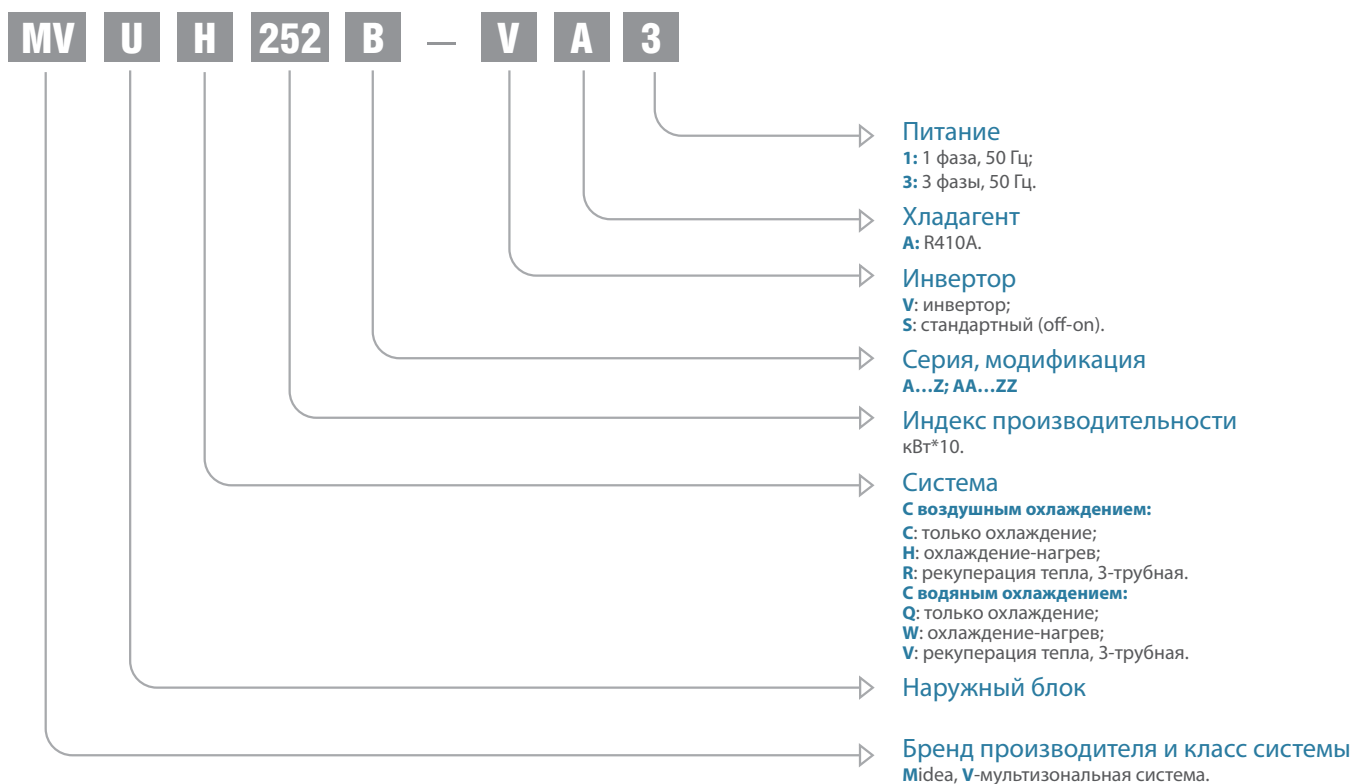 MV U H 252 B — V A 3
Питание
1: 1 фаза, 50 Гц;
3: 3 фазы, 50 Гц.
Хладагент
A: R410A.
Инвертор
V: инвертор;
S: стандартный (off-on).
Серия, модификация
A...Z; AA...ZZ
Индекс производительности
кВт*10.
Система
С воздушным охлаждением:
C: только охлаждение;
H: охлаждение-нагрев;
R: рекуперация тепла, 3-трубная.
С водяным охлаждением:
Q: только охлаждение;
W: охлаждение-нагрев;
V: рекуперация тепла, 3-трубная.
Наружный блок
Бренд производителя и класс системы
Midea, V-мультизональная система.